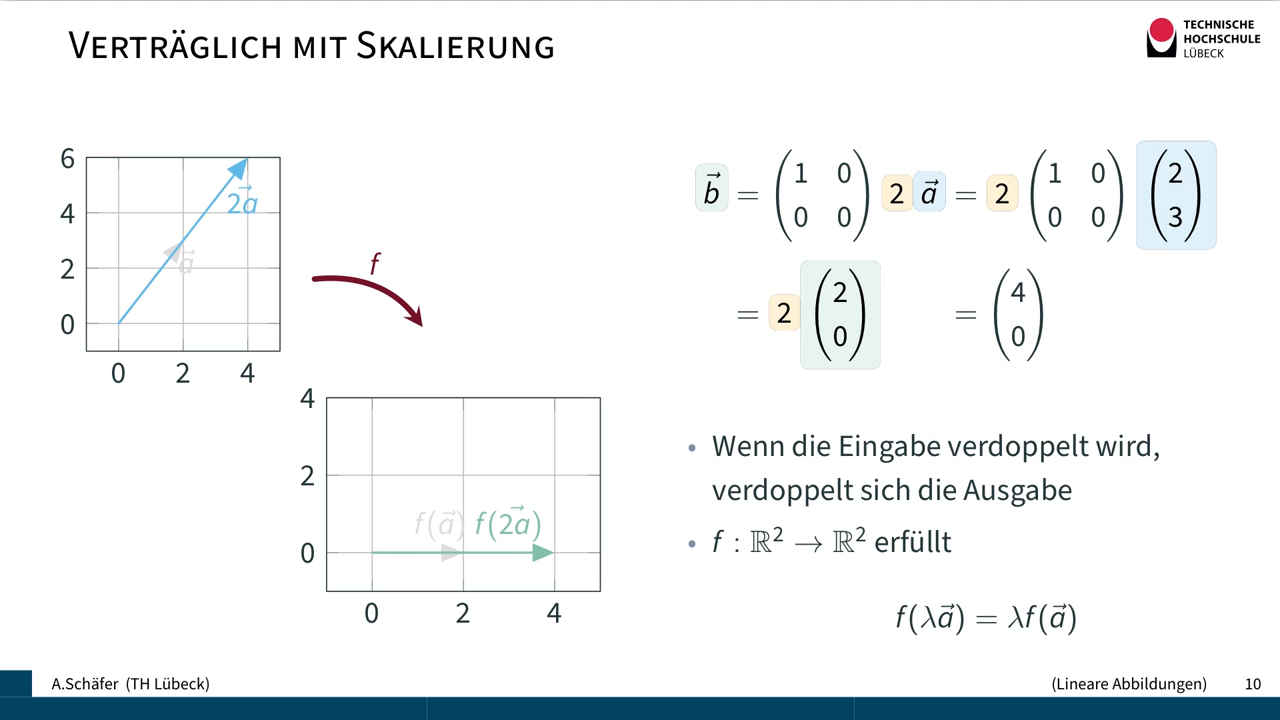 VERTRÄGLICH MIT SKALIERUNG
TECHNISCHE
HOCHSCHULE
LÜBECK
6
4
2
0
0 2 4
2a⃗
a⃗
f
4
2
0
0 2 4
f(a⃗) f(2a⃗)
b⃗ = (1 0; 0 0) 2 a⃗ = 2 (1 0; 0 0) (2; 3)
= 2 (2; 0) = (4; 0)
• Wenn die Eingabe verdoppelt wird,
verdoppelt sich die Ausgabe
• f : ℝ² → ℝ² erfüllt
f(λa⃗) = λf(a⃗)
A.Schäfer (TH Lübeck) (Lineare Abbildungen) 10